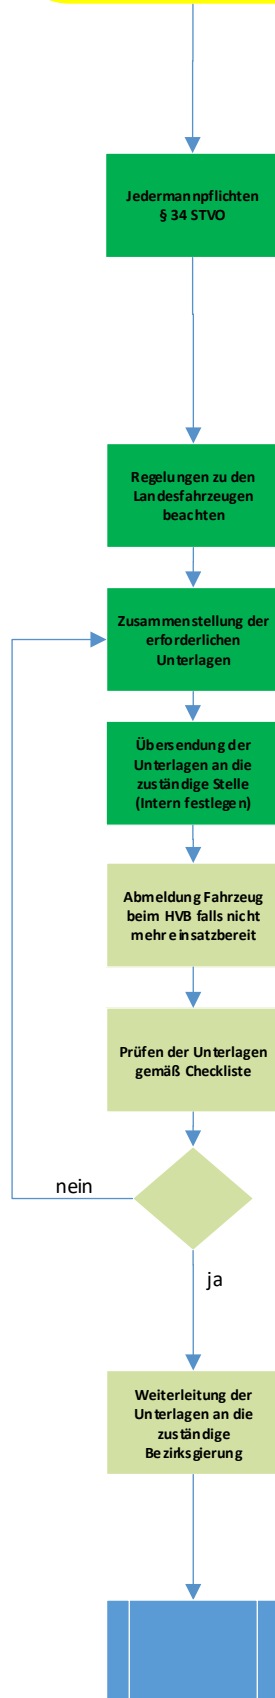 Jedermannpflichten
§ 34 STVO
Regelungen zu den
Landesfahrzeugen
beachten
Zusammenstellung der
erforderlichen
Unterlagen
Übersendung der
Unterlagen an die
zuständige Stelle
(Intern festlegen)
Abmeldung Fahrzeug
beim HVB falls nicht
mehr einsatzbereit
Prüfen der Unterlagen
gemäß Checkliste
nein
ja
Weiterleitung der
Unterlagen an die
zuständige
Bezirksgierung